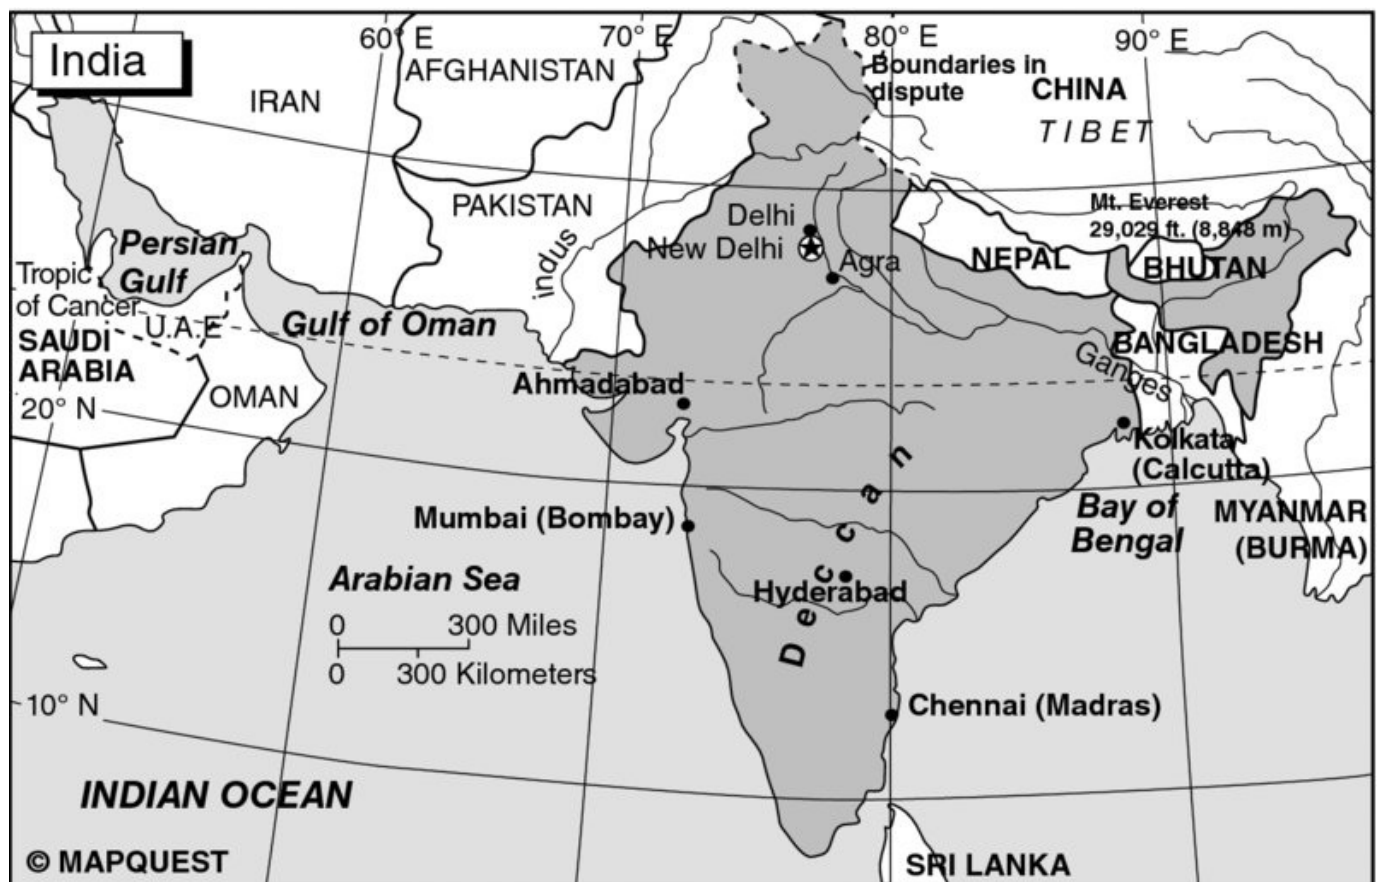 India
60° E
70° E
80° E
90° E
AFGHANISTAN
IRAN
Boundaries in
dispute
CHINA
TIBET
PAKISTAN
indus
Delhi
New Delhi
Agra
Mt. Everest
29,029 ft. (8,848 m)
NEPAL
BHUTAN
Persian
Gulf
Tropic
of Cancer
U.A.E
Gulf of Oman
SAUDI
ARABIA
BANGLADESH
Ganges
Ahmadabad
OMAN
20° N
Kolkata
(Calcutta)
Bay of
Bengal
MYANMAR
(BURMA)
Mumbai (Bombay)
Deccan
Arabian Sea
Hyderabad
0 300 Miles
0 300 Kilometers
10° N
Chennai (Madras)
INDIAN OCEAN
© MAPQUEST
SRI LANKA